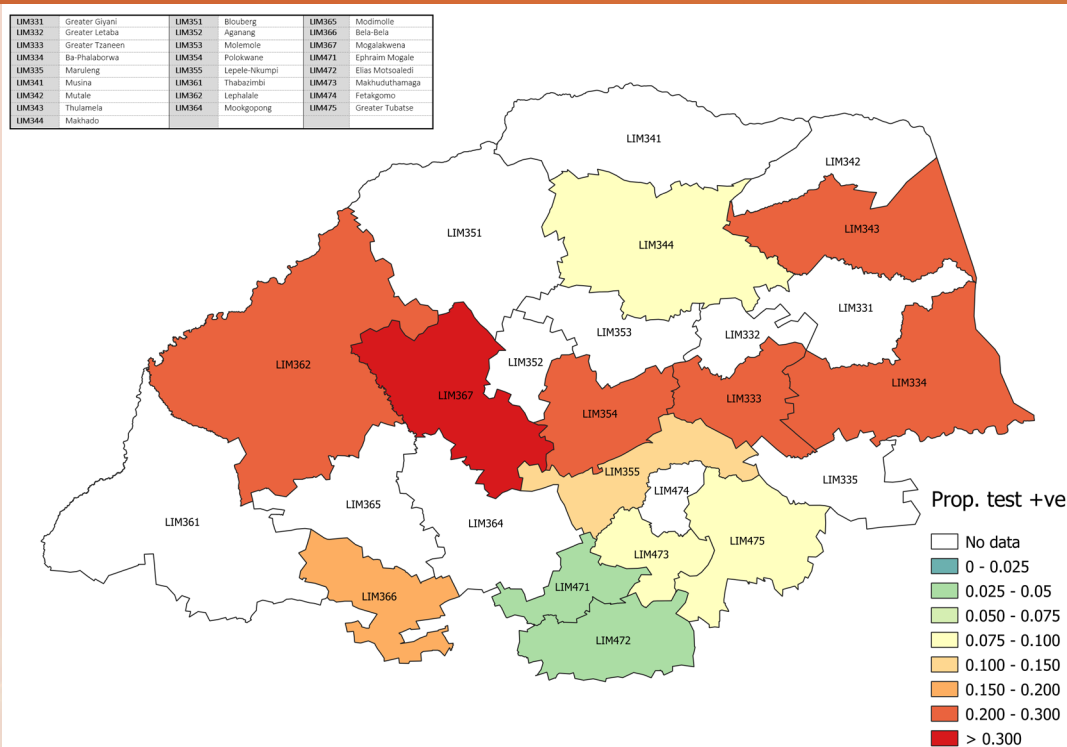 LIM331 Greater Giyani LIM351 Blouberg LIM365 Modimolle
LIM332 Greater Letaba LIM352 Aganang LIM366 Bela-Bela
LIM333 Greater Tzaneen LIM353 Molemole LIM367 Mogalakwena
LIM334 Ba-Phalaborwa LIM354 Polokwane LIM471 Ephraim Mogale
LIM335 Maruleng LIM355 Lepele-Nkumpi LIM472 Elias Motsoaledi
LIM341 Musina LIM361 Thabazimbi LIM473 Makhuduthamaga
LIM342 Mutale LIM362 Lephalale LIM474 Fetakgomo
LIM343 Thulamela LIM364 Mookgopong LIM475 Greater Tubatse
LIM344 Makhado
LIM341
LIM342
LIM351
LIM344
LIM343
LIM331
LIM353
LIM332
LIM352
LIM362
LIM334
LIM367
LIM333
LIM354
LIM355
LIM335
LIM474
LIM365
LIM361
LIM364
LIM475
LIM473
LIM471
LIM366
LIM472
Prop. test +ve
No data
0 - 0.025
0.025 - 0.05
0.050 - 0.075
0.075 - 0.100
0.100 - 0.150
0.150 - 0.200
0.200 - 0.300
> 0.300